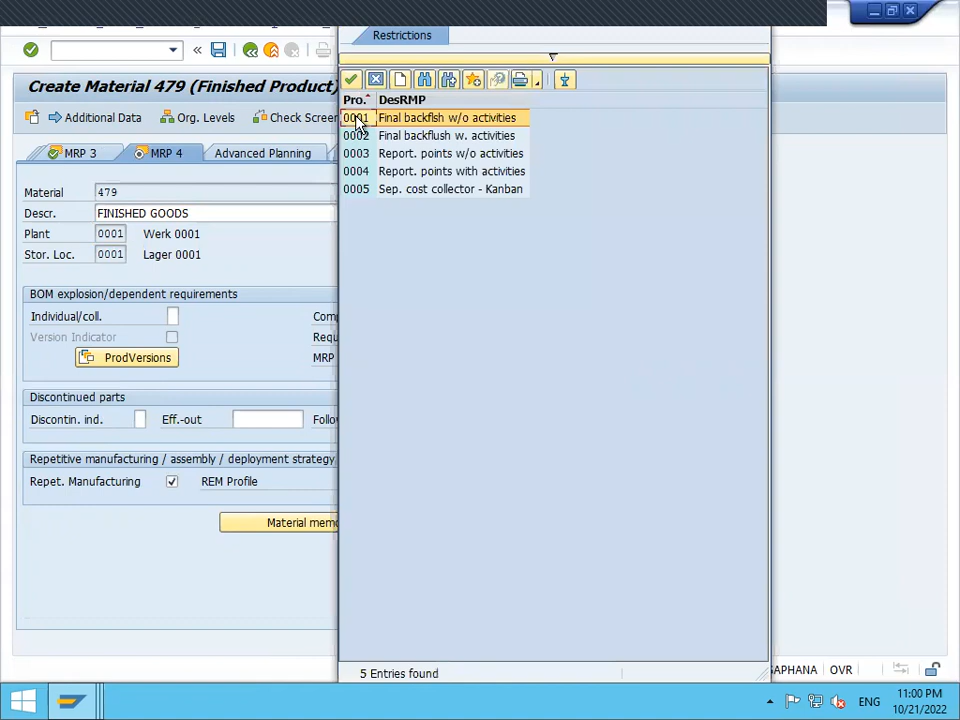 Restrictions
«
Create Material 479 (Finished Product)
Pro. DesRMP
Additional Data Org. Levels Check Screen
0001 Final backflsh w/o activities
0002 Final backflush w. activities
0003 Report. points w/o activities
0004 Report. points with activities
0005 Sep. cost collector - Kanban
MRP 3 MRP 4 Advanced Planning
Material 479
Descr. FINISHED GOODS
Plant 0001 Werk 0001
Stor. Loc. 0001 Lager 0001
BOM explosion/dependent requirements
Individual/coll.
Version Indicator
MRP
ProdVersions
Discontinued parts
Discontin. ind. Eff.-out
Repetitive manufacturing / assembly / deployment strategy
Repet. Manufacturing REM Profile
Material memo
5 Entries found
OVR
ENG
11:00 PM
10/21/2022